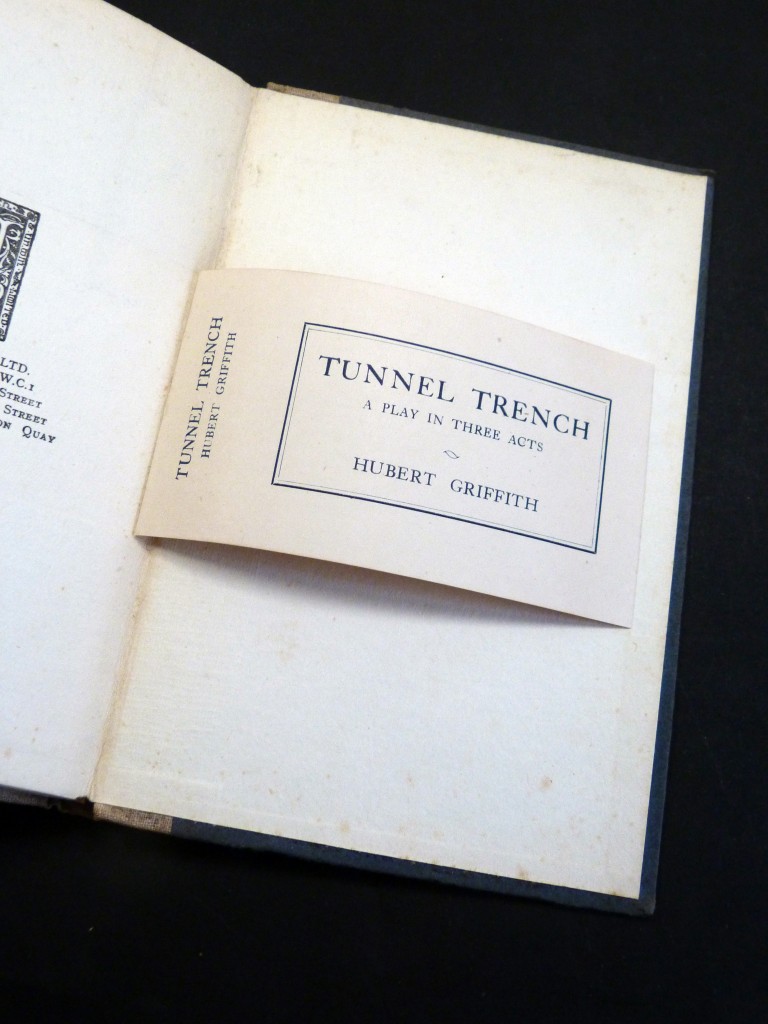 LTD.
W.C.1
STREET
STREET
ON QUAY
TUNNEL TRENCH
HUBERT GRIFFITH
TUNNEL TRENCH
A PLAY IN THREE ACTS
HUBERT GRIFFITH